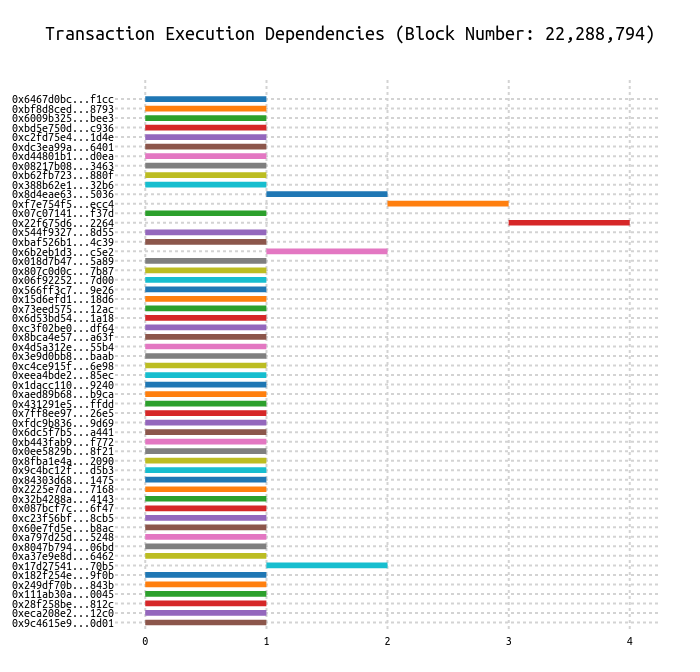 Transaction Execution Dependencies (Block Number: 22,288,794)
0x6467d0bc...f1cc
0xbf8d8ced...8793
0x6009b325...bee3
0xbd5e750d...c936
0xc2fd75e4...1d4e
0xdc3ea99a...6401
0xd44801b1...d0ea
0x08217b08...3463
0xb62fb723...880f
0x388b62e1...32b6
0x8d4eae63...5036
0xf7e754f5...ecc4
0x07c07141...f37d
0x22f675d6...2264
0x544f9327...8d55
0xbaf526b1...4c39
0x6b2eb1d3...c5e2
0x018d7b47...5a89
0x807c0d0c...7b87
0x06f92252...7d00
0x566ff3c7...9e26
0x15d6efd1...18d6
0x73eed575...12ac
0x6d53bd54...1a18
0xc3f02be0...df64
0x8bca4e57...a63f
0x4d5a312e...55b4
0x3e9d0bb8...baab
0xc4ce915f...6e98
0xeea4bde2...85ec
0x1dacc110...9240
0xaed89b68...b9ca
0x431291e5...ffdd
0x7ff8ee97...26e5
0xfdc9b836...9d69
0x6dc5f7b5...a441
0xb443fab9...f772
0x0ee5829b...8f21
0x8fba1e4a...2090
0x9c4bc12f...d5b3
0x84303d68...1475
0x2225e7da...7168
0x32b4288a...4143
0x087bcf7c...6f47
0xc23f56bf...8cb5
0x60e7fd5e...b8ac
0xa797d25d...5248
0x8047b794...06bd
0xa37e9e8d...6462
0x17d27541...70b5
0x182f254e...9f0b
0x249df70b...843b
0x111ab30a...0045
0x28f258be...812c
0xeca208e2...12c0
0x9c4615e9...0d01
0 1 2 3 4